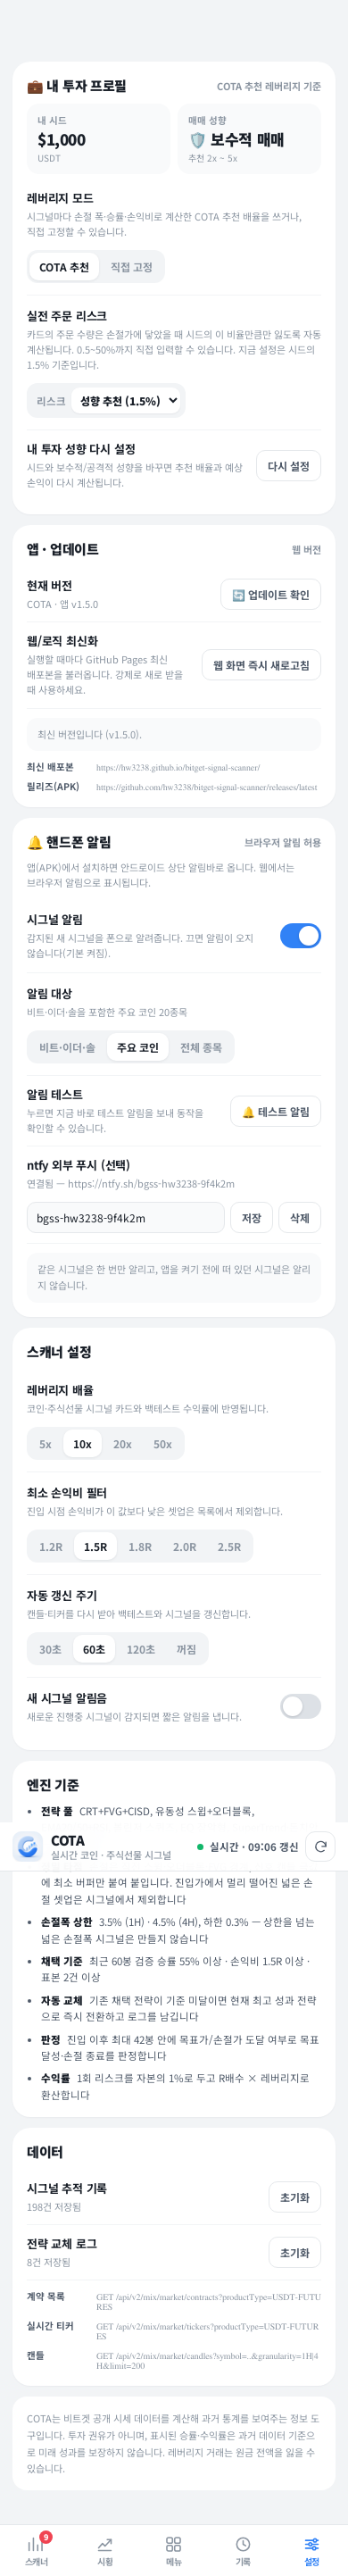 💼 내 투자 프로필
COTA 추천 레버리지 기준
내 시드
$1,000
USDT
매매 성향
🛡️ 보수적 매매
추천 2x ~ 5x
레버리지 모드
시그널마다 손절 폭·승률·손익비로 계산한 COTA 추천 배율을 쓰거나,
직접 고정할 수 있습니다.
COTA 추천
직접 고정
실전 주문 리스크
카드의 주문 수량은 손절가에 닿았을 때 시드의 이 비율만큼만 잃도록 자동
계산됩니다. 0.5~50%까지 직접 입력할 수 있습니다. 지금 설정은 시드의
1.5% 기준입니다.
리스크 성향 추천 (1.5%)
내 투자 성향 다시 설정
시드와 보수적/공격적 성향을 바꾸면 추천 배율과 예상
손익이 다시 계산됩니다.
다시 설정
앱 · 업데이트
웹 버전
현재 버전
COTA · 앱 v1.5.0
🔄 업데이트 확인
웹/로직 최신화
실행할 때마다 GitHub Pages 최신
배포본을 불러옵니다. 강제로 새로 받을
때 사용하세요.
웹 화면 즉시 새로고침
최신 버전입니다 (v1.5.0).
최신 배포본 https://hw3238.github.io/bitget-signal-scanner/
릴리즈(APK) https://github.com/hw3238/bitget-signal-scanner/releases/latest
🔔 핸드폰 알림
브라우저 알림 허용
앱(APK)에서 설치하면 안드로이드 상단 알림바로 옵니다. 웹에서는
브라우저 알림으로 표시됩니다.
시그널 알림
감지된 새 시그널을 폰으로 알려줍니다. 끄면 알림이 오지
않습니다(기본 켜짐).
알림 대상
비트·이더·솔을 포함한 주요 코인 20종목
비트·이더·솔
주요 코인
전체 종목
알림 테스트
누르면 지금 바로 테스트 알림을 보내 동작을
확인할 수 있습니다.
🔔 테스트 알림
ntfy 외부 푸시 (선택)
연결됨 — https://ntfy.sh/bgss-hw3238-9f4k2m
bgss-hw3238-9f4k2m
저장
삭제
같은 시그널은 한 번만 알리고, 앱을 켜기 전에 떠 있던 시그널은 알리
지 않습니다.
스캐너 설정
레버리지 배율
코인·주식선물 시그널 카드와 백테스트 수익률에 반영됩니다.
5x 10x 20x 50x
최소 손익비 필터
진입 시점 손익비가 이 값보다 낮은 셋업은 목록에서 제외합니다.
1.2R 1.5R 1.8R 2.0R 2.5R
자동 갱신 주기
캔들·티커를 다시 받아 백테스트와 시그널을 갱신합니다.
30초 60초 120초 꺼짐
새 시그널 알림음
새로운 진행중 시그널이 감지되면 짧은 알림을 냅니다.
엔진 기준
• 전략 풀 CRT+FVG+CISD, 유동성 스윕+오더블록,
COTA
실시간 코인 · 주식선물 시그널
실시간 · 09:06 갱신
에 최소 버퍼만 붙여 붙입니다. 진입가에서 멀리 떨어진 넓은 손
절 셋업은 시그널에서 제외합니다
• 손절폭 상한 3.5% (1H) · 4.5% (4H), 하한 0.3% — 상한을 넘는
넓은 손절폭 시그널은 만들지 않습니다
• 채택 기준 최근 60봉 검증 승률 55% 이상 · 손익비 1.5R 이상 ·
표본 2건 이상
• 자동 교체 기존 채택 전략이 기준 미달이면 현재 최고 성과 전략
으로 즉시 전환하고 로그를 남깁니다
• 판정 진입 이후 최대 42봉 안에 목표가/손절가 도달 여부로 목표
달성·손절 종료를 판정합니다
• 수익률 1회 리스크를 자본의 1%로 두고 R배수 × 레버리지로
환산합니다
데이터
시그널 추적 기록
198건 저장됨
초기화
전략 교체 로그
8건 저장됨
초기화
계약 목록 GET /api/v2/mix/market/contracts?productType=USDT-FUTU
RES
실시간 티커 GET /api/v2/mix/market/tickers?productType=USDT-FUTUR
ES
캔들 GET /api/v2/mix/market/candles?symbol=..&granularity=1H|4
H&limit=200
COTA는 비트겟 공개 시세 데이터를 계산해 과거 통계를 보여주는 정보 도
구입니다. 투자 권유가 아니며, 표시된 승률·수익률은 과거 데이터 기준으
로 미래 성과를 보장하지 않습니다. 레버리지 거래는 원금 전액을 잃을 수
있습니다.
9
스캐너 시황 메뉴 기록 설정